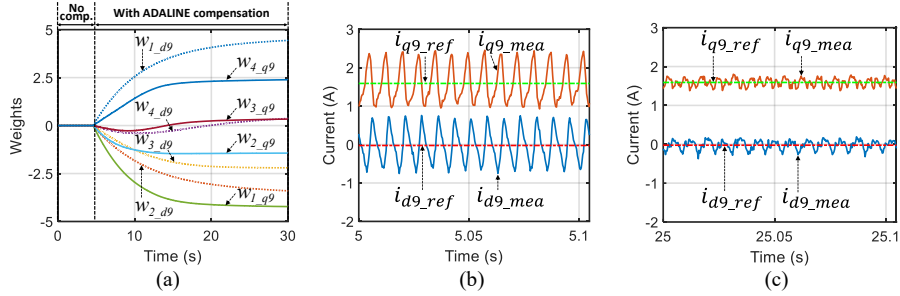 No comp.
With ADALINE compensation
Weights
5
2.5
0
-2.5
-5
w1_d9
w4_q9
w3_q9
w4_d9
w3_d9
w2_q9
w1_q9
w2_d9
0
10
20
30
Time (s)
(a)
Current (A)
3
2
1
0
-1
-2
iq9_ref
iq9_mea
id9_ref
id9_mea
5
5.05
5.1
Time (s)
(b)
Current (A)
3
2
1
0
-1
-2
iq9_ref
iq9_mea
id9_ref
id9_mea
25
25.05
25.1
Time (s)
(c)